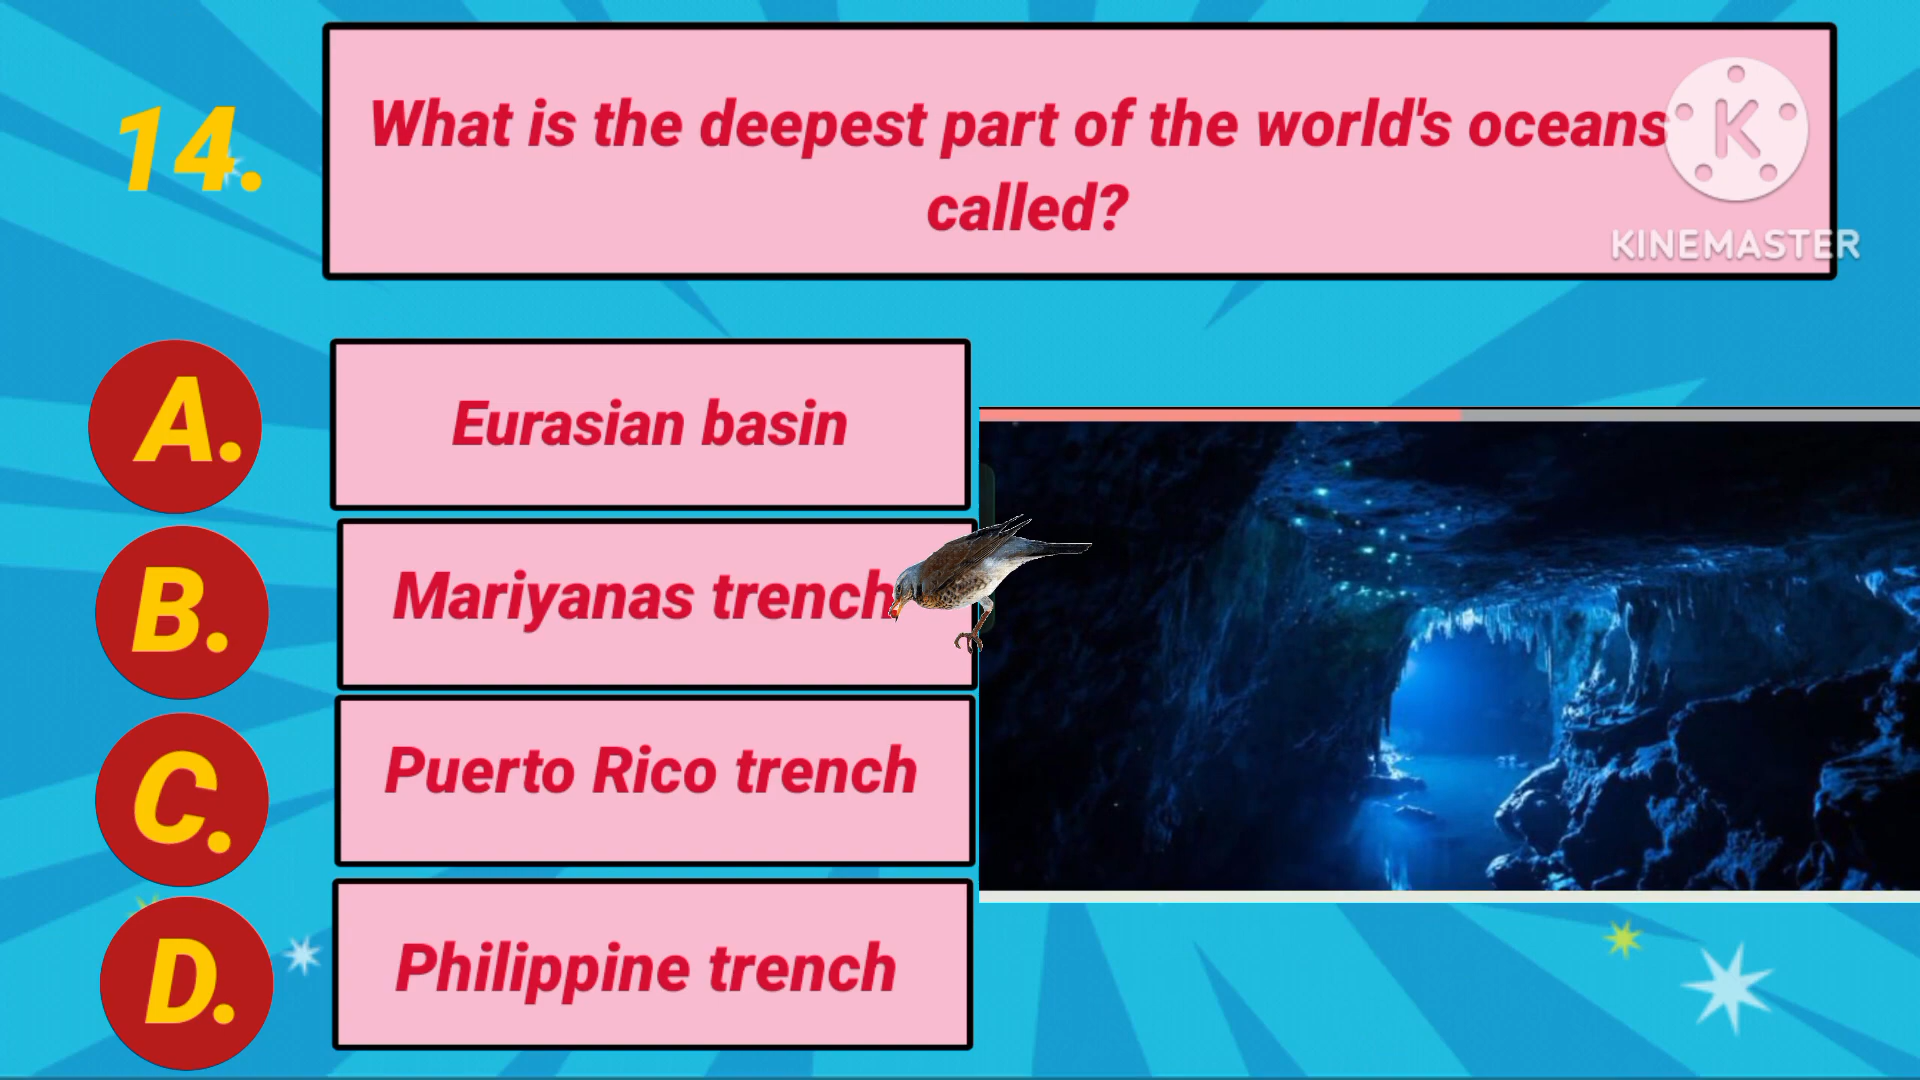 14.
What is the deepest part of the world's oceans
called?
K
KINEMASTER
A.
Eurasian basin
B.
Mariyanas trench
C.
Puerto Rico trench
D.
Philippine trench